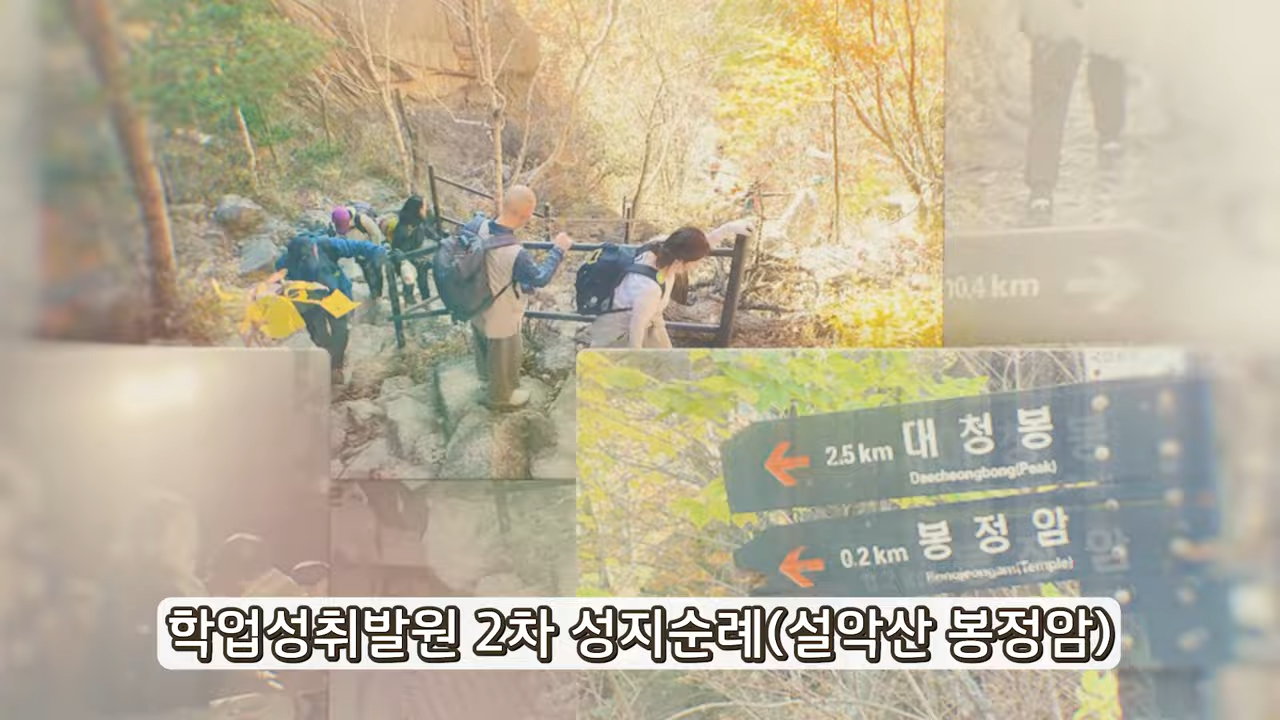 10.4 km
2.5 km 대청봉
Daecheongbong(Peak)
0.2 km 봉정암
Bongjeongam(Temple)
학업성취발원 2차 성지순례(설악산 봉정암)